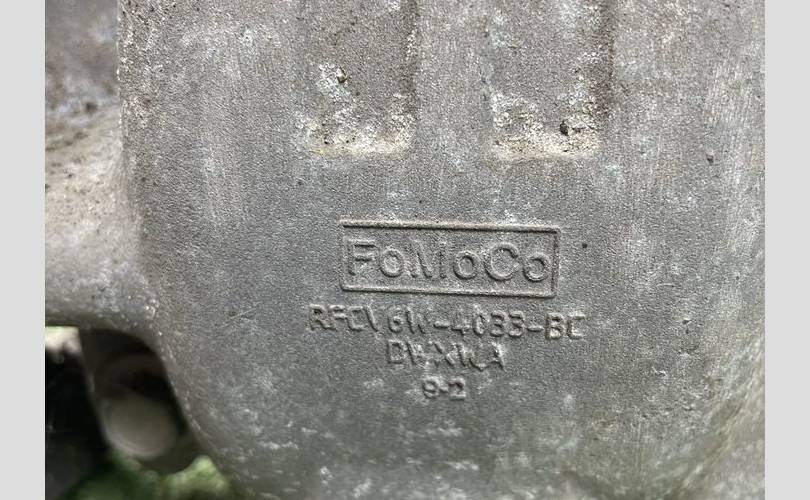 FoMoCo
RFCV6W-4033-BC
DWXWA
9-2